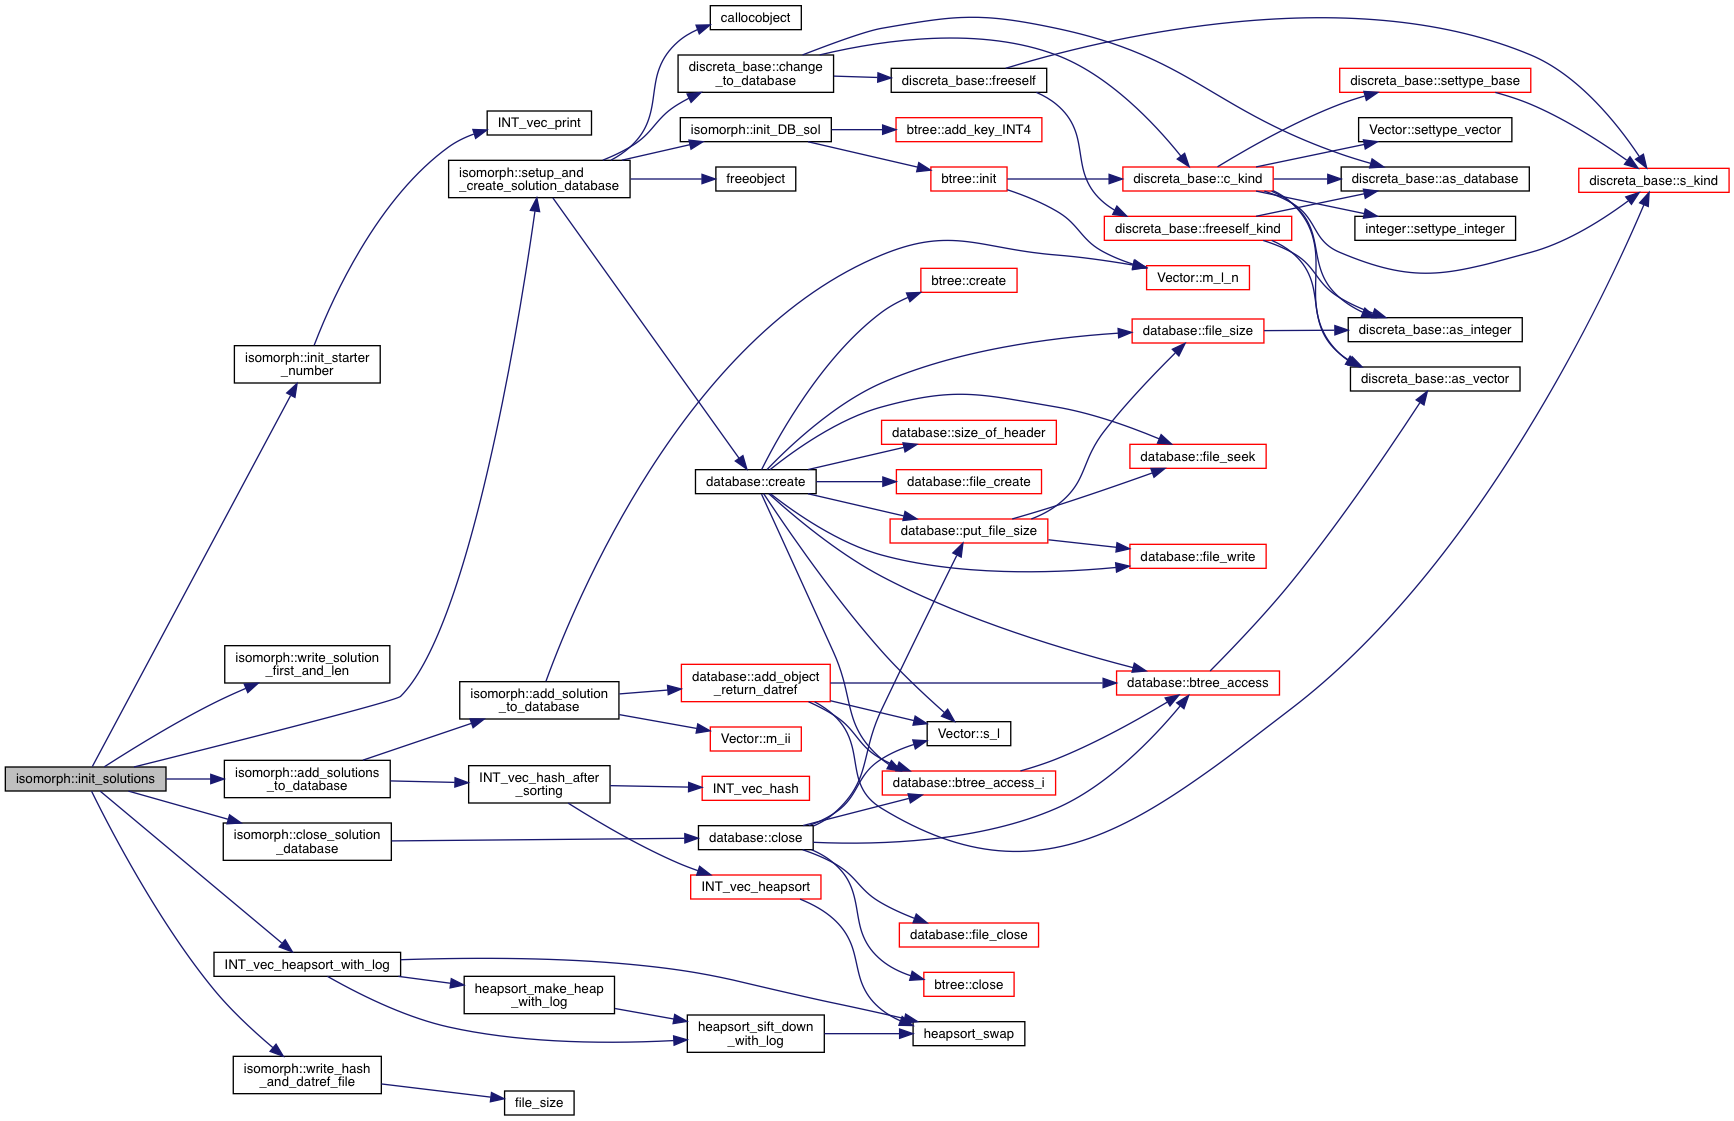 isomorph::init_solutions
isomorph::init_starter
_number
isomorph::write_solution
_first_and_len
isomorph::add_solutions
_to_database
isomorph::close_solution
_database
INT_vec_heapsort_with_log
isomorph::write_hash
_and_datref_file
INT_vec_print
isomorph::setup_and
_create_solution_database
isomorph::add_solution
_to_database
INT_vec_hash_after
_sorting
heapsort_make_heap
_with_log
file_size
callocobject
discreta_base::change
_to_database
isomorph::init_DB_sol
freeobject
database::create
database::add_object
_return_datref
Vector::m_ii
INT_vec_hash
database::close
INT_vec_heapsort
heapsort_sift_down
_with_log
discreta_base::freeself
btree::add_key_INT4
btree::init
btree::create
database::size_of_header
database::file_create
database::put_file_size
Vector::s_l
database::btree_access_i
database::file_close
btree::close
heapsort_swap
discreta_base::c_kind
discreta_base::freeself_kind
Vector::m_l_n
database::file_size
database::file_seek
database::file_write
database::btree_access
discreta_base::settype_base
Vector::settype_vector
discreta_base::as_database
integer::settype_integer
discreta_base::as_integer
discreta_base::as_vector
discreta_base::s_kind